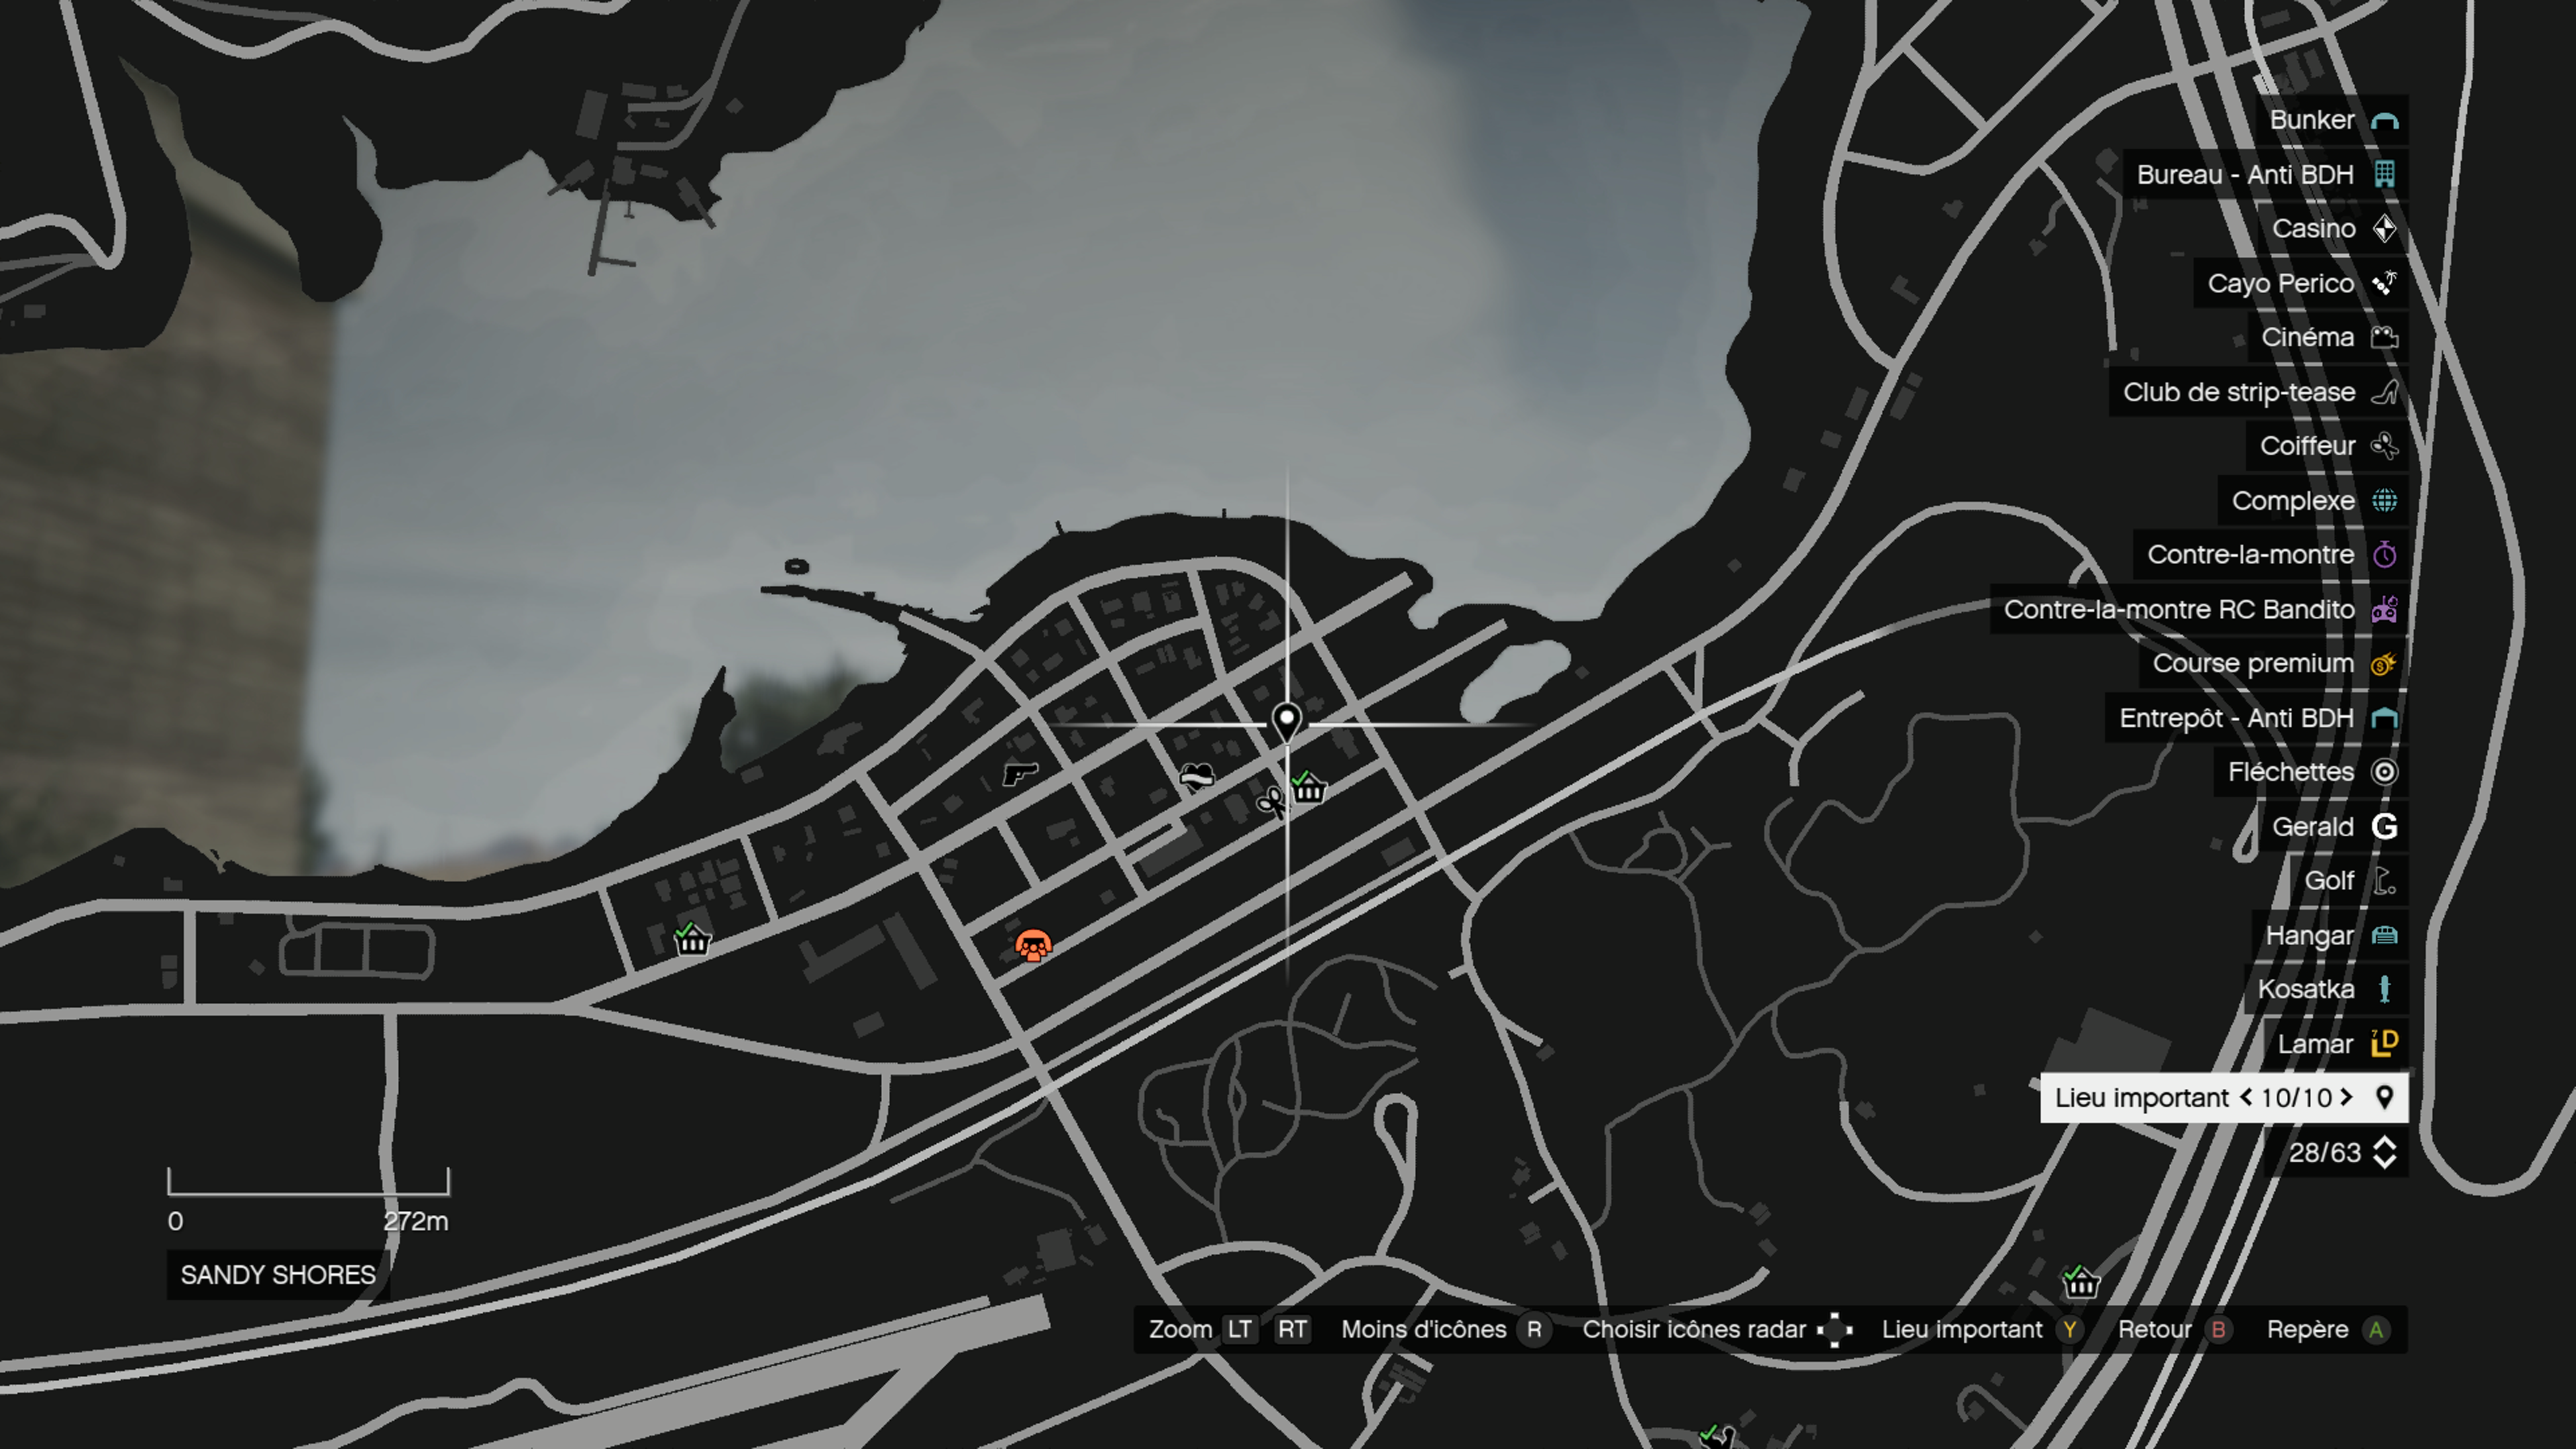 Bunker
Bureau - Anti BDH
Casino
Cayo Perico
Cinéma
Club de strip-tease
Coiffeur
Complexe
Contre-la-montre
Contre-la-montre RC Bandito
Course premium
Entrepôt - Anti BDH
Fléchettes
Gerald G
Golf
Hangar
Kosatka
Lamar LD
Lieu important < 10/10 >
28/63
0 272m
SANDY SHORES
Zoom LT RT Moins d'icônes R Choisir icônes radar Lieu important Y Retour B Repère A